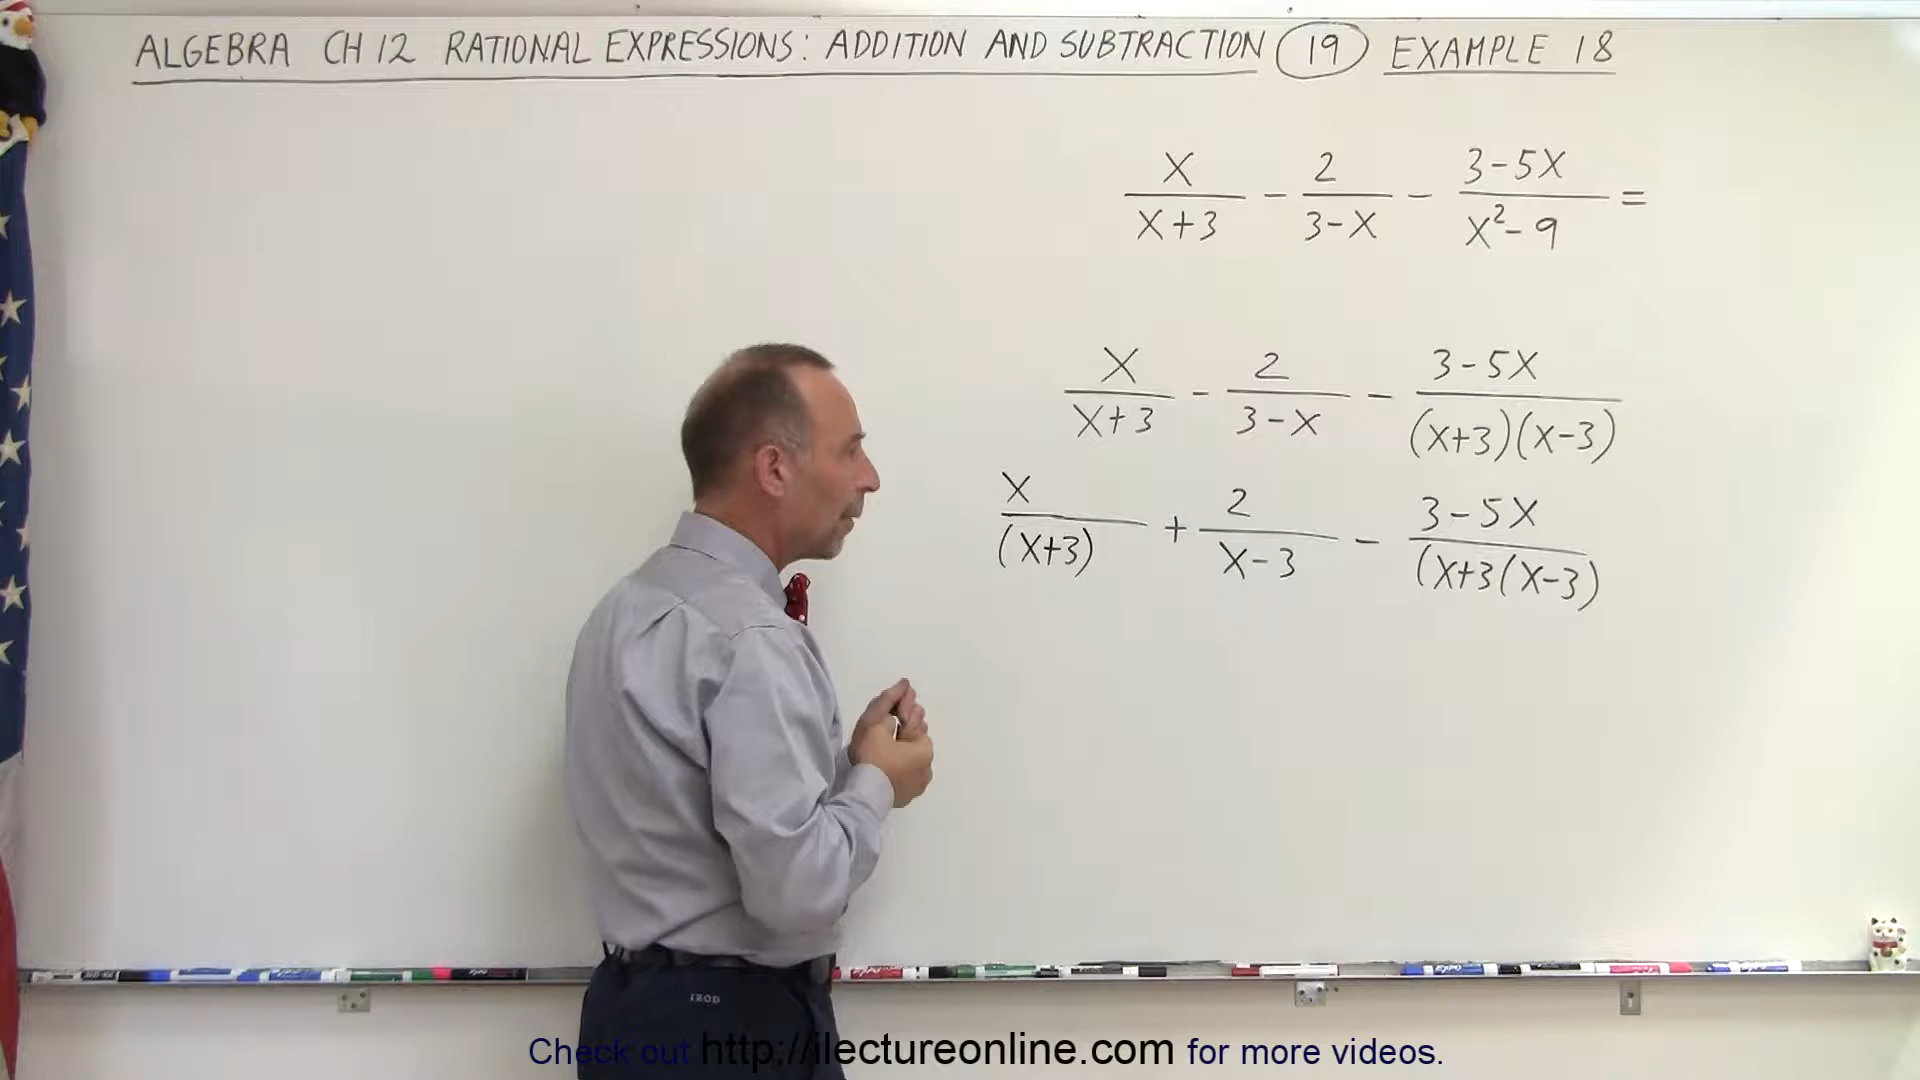 ALGEBRA CH 12 RATIONAL EXPRESSIONS: ADDITION AND SUBTRACTION 19 EXAMPLE 18
X/(X+3) - 2/(3-X) - (3-5X)/(X²-9) =
X/(X+3) - 2/(3-X) - (3-5X)/((X+3)(X-3))
X/(X+3) + 2/(X-3) - (3-5X)/((X+3(X-3)
IZOD
Check out http://ilectureonline.com for more videos.